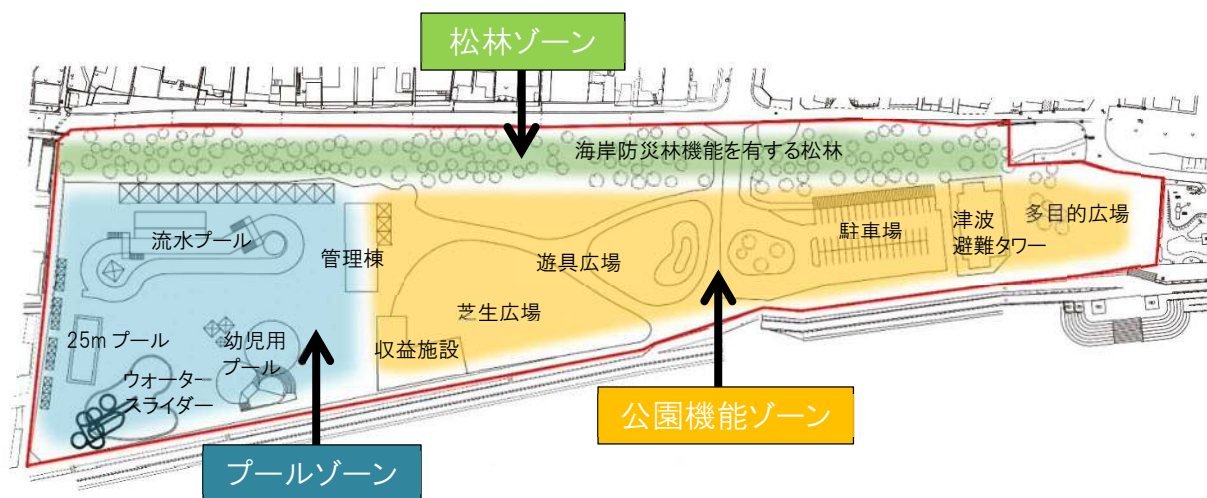 松林ゾーン
海岸防災林機能を有する松林
流水プール
管理棟
遊具広場
駐車場
津波
避難タワー
多目的広場
芝生広場
25mプール
幼児用
プール
収益施設
ウォーター
スライダー
公園機能ゾーン
プールゾーン